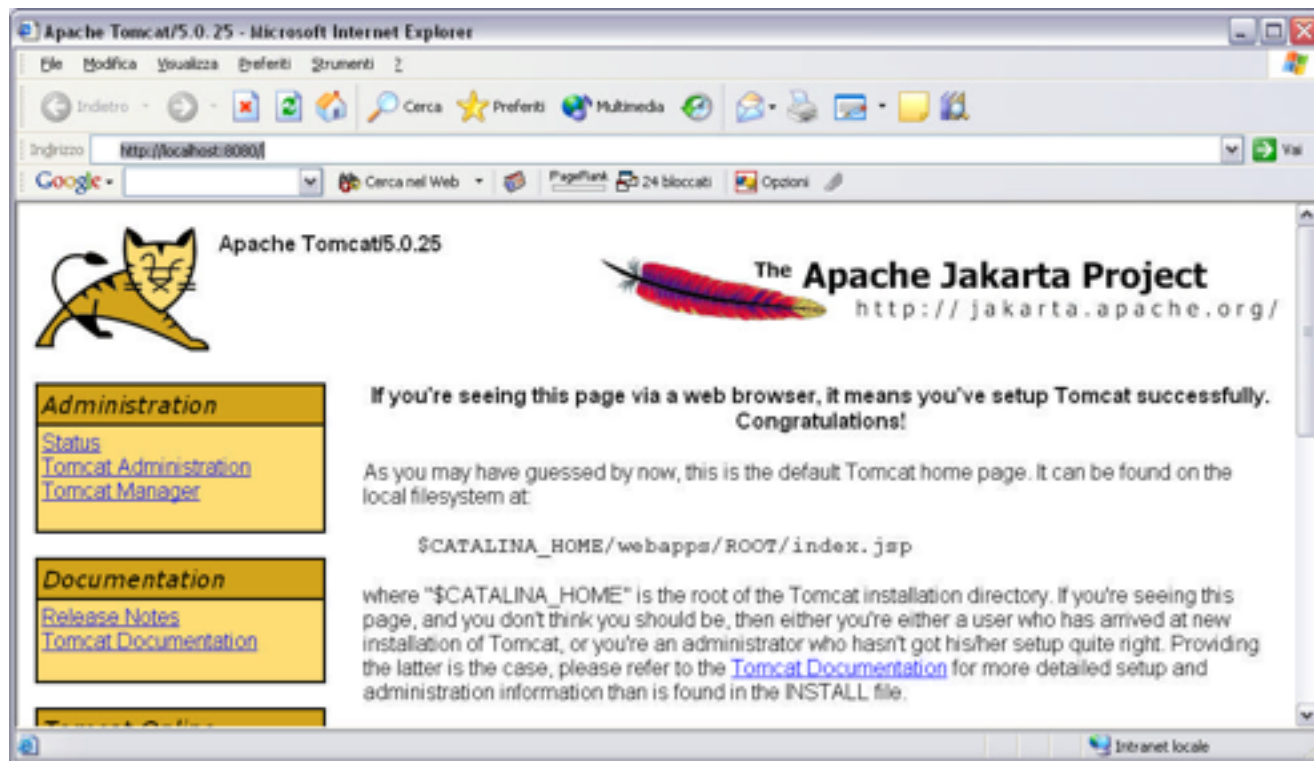 Apache Tomcat/5.0.25 - Microsoft Internet Explorer
File Modifica Visualizza Preferiti Strumenti ?
Indietro Cerca Preferiti Multimedia
Indirizzo http://localhost:8080/ Vai
Google Cerca nel Web PageRank 24 bloccati Opzioni
Apache Tomcat/5.0.25
The Apache Jakarta Project
http://jakarta.apache.org/
Administration
Status
Tomcat Administration
Tomcat Manager
Documentation
Release Notes
Tomcat Documentation
Tomcat Online
If you're seeing this page via a web browser, it means you've setup Tomcat successfully.
Congratulations!
As you may have guessed by now, this is the default Tomcat home page. It can be found on the
local filesystem at:
$CATALINA_HOME/webapps/ROOT/index.jsp
where "$CATALINA_HOME" is the root of the Tomcat installation directory. If you're seeing this
page, and you don't think you should be, then either you're either a user who has arrived at new
installation of Tomcat, or you're an administrator who hasn't got his/her setup quite right. Providing
the latter is the case, please refer to the Tomcat Documentation for more detailed setup and
administration information than is found in the INSTALL file.
Intranet locale